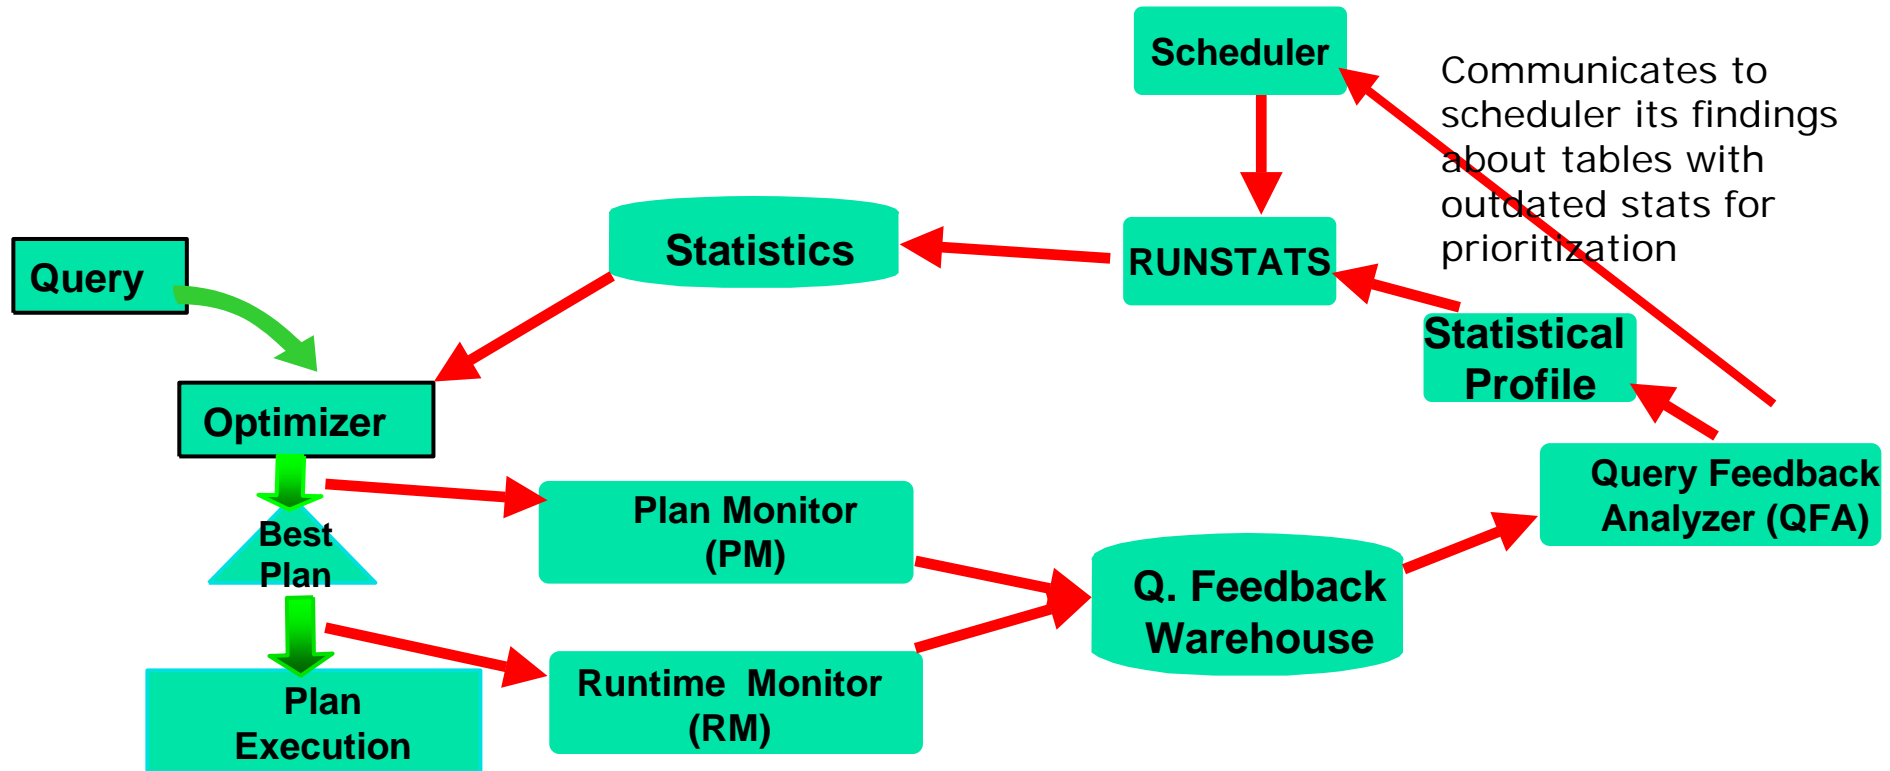 Scheduler
Communicates to
scheduler its findings
about tables with
outdated stats for
prioritization
Statistics
RUNSTATS
Query
Statistical
Profile
Optimizer
Query Feedback
Analyzer (QFA)
Plan Monitor
(PM)
Best
Plan
Q. Feedback
Warehouse
Runtime Monitor
(RM)
Plan
Execution